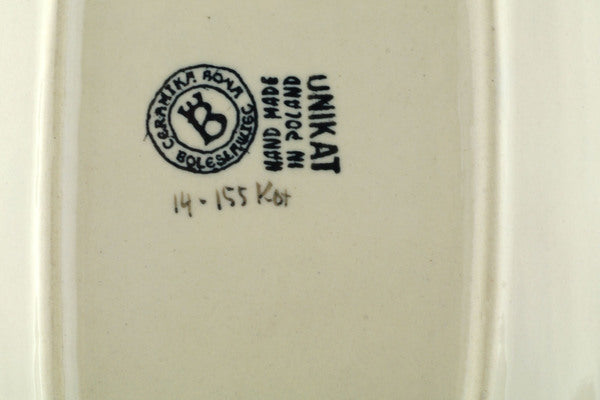 CERAMIKA ROMA
B
BOLESŁAWIEC
HAND MADE
IN POLAND
UNIKAT
14-155 Kot